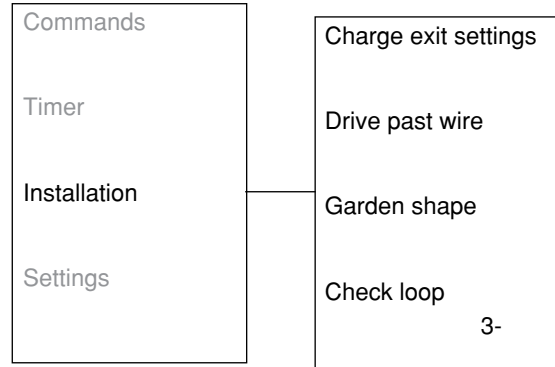 Commands
Timer
Installation
Settings
Charge exit settings
Drive past wire
Garden shape
Check loop
3-